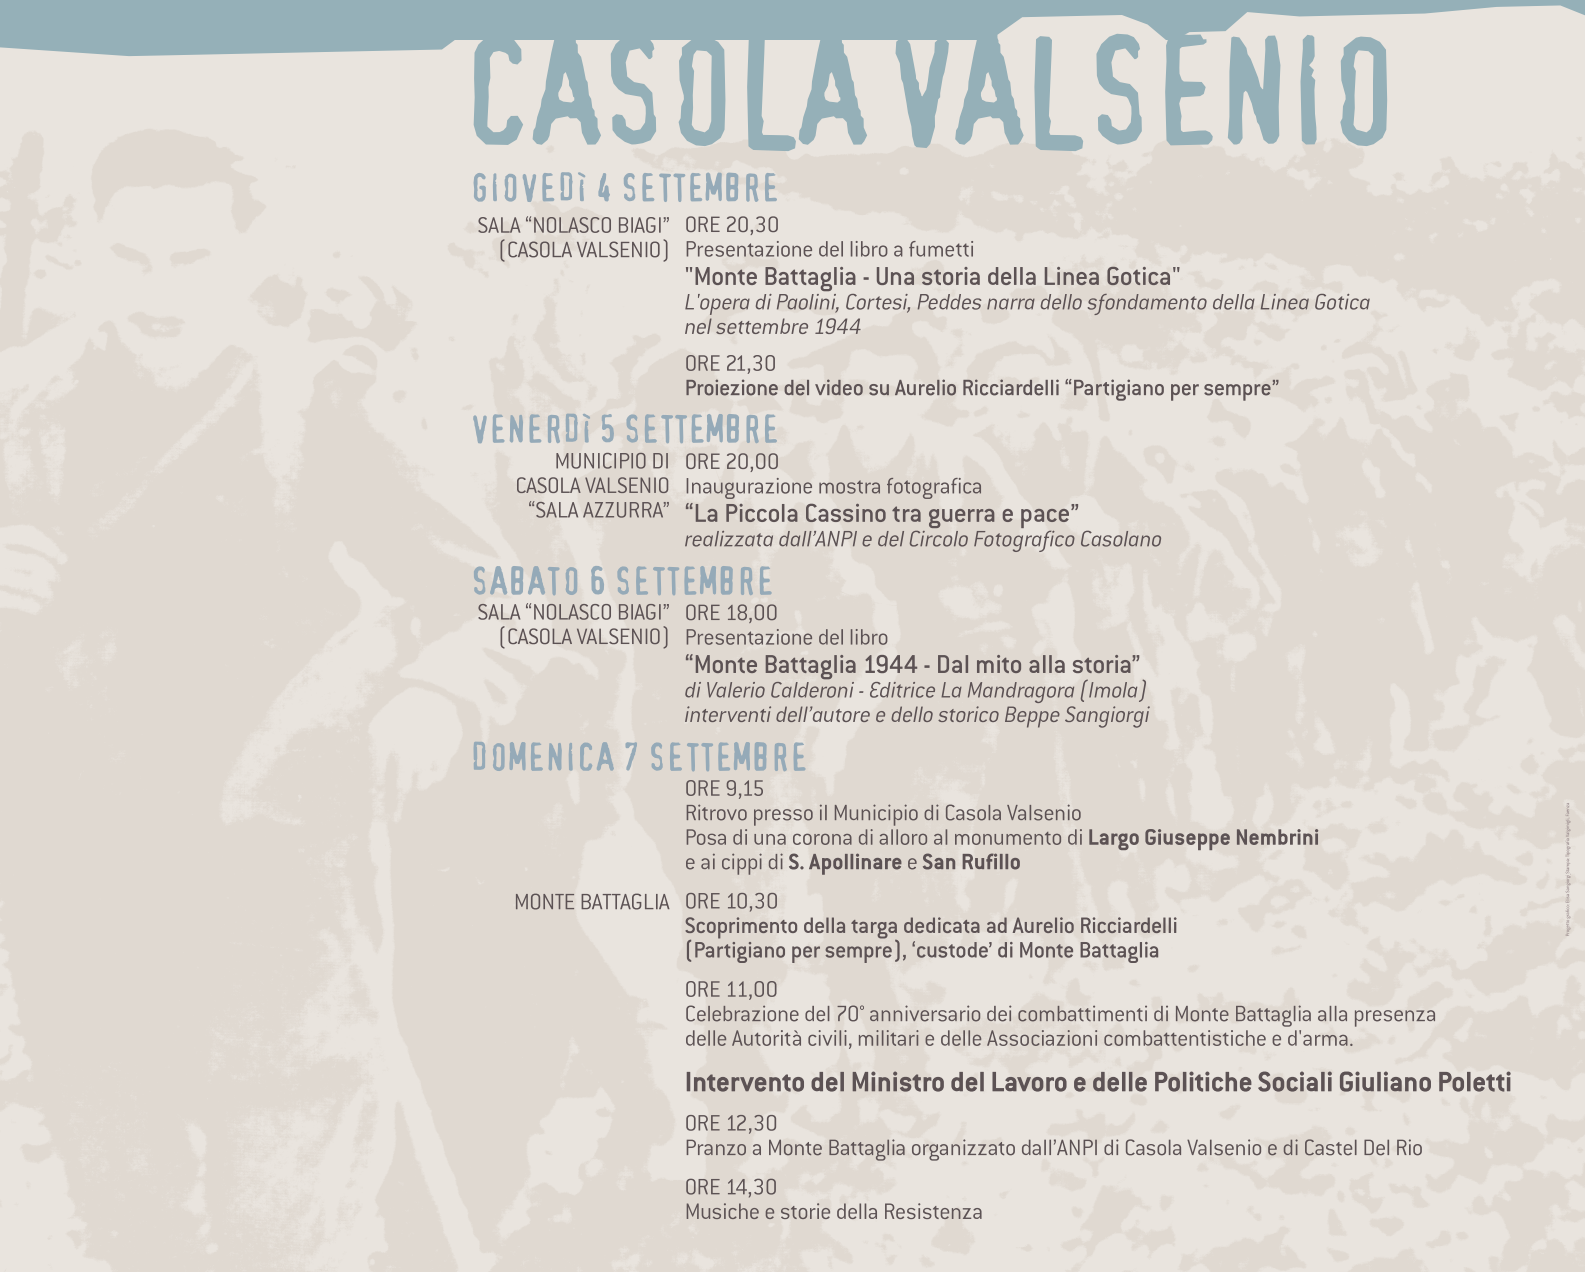 CASOLA VALSENIO
GIOVEDÌ 4 SETTEMBRE
SALA “NOLASCO BIAGI”
(CASOLA VALSENIO)
ORE 20,30
Presentazione del libro a fumetti
"Monte Battaglia - Una storia della Linea Gotica"
L'opera di Paolini, Cortesi, Peddes narra dello sfondamento della Linea Gotica
nel settembre 1944
ORE 21,30
Proiezione del video su Aurelio Ricciardelli “Partigiano per sempre”
VENERDÌ 5 SETTEMBRE
MUNICIPIO DI
CASOLA VALSENIO
“SALA AZZURRA”
ORE 20,00
Inaugurazione mostra fotografica
“La Piccola Cassino tra guerra e pace”
realizzata dall’ANPI e del Circolo Fotografico Casolano
SABATO 6 SETTEMBRE
SALA “NOLASCO BIAGI”
(CASOLA VALSENIO)
ORE 18,00
Presentazione del libro
“Monte Battaglia 1944 - Dal mito alla storia”
di Valerio Calderoni - Editrice La Mandragora (Imola)
interventi dell’autore e dello storico Beppe Sangiorgi
DOMENICA 7 SETTEMBRE
ORE 9,15
Ritrovo presso il Municipio di Casola Valsenio
Posa di una corona di alloro al monumento di Largo Giuseppe Nembrini
e ai cippi di S. Apollinare e San Rufillo
MONTE BATTAGLIA
ORE 10,30
Scoprimento della targa dedicata ad Aurelio Ricciardelli
(Partigiano per sempre), ‘custode’ di Monte Battaglia
ORE 11,00
Celebrazione del 70° anniversario dei combattimenti di Monte Battaglia alla presenza
delle Autorità civili, militari e delle Associazioni combattentistiche e d'arma.
Intervento del Ministro del Lavoro e delle Politiche Sociali Giuliano Poletti
ORE 12,30
Pranzo a Monte Battaglia organizzato dall’ANPI di Casola Valsenio e di Castel Del Rio
ORE 14,30
Musiche e storie della Resistenza